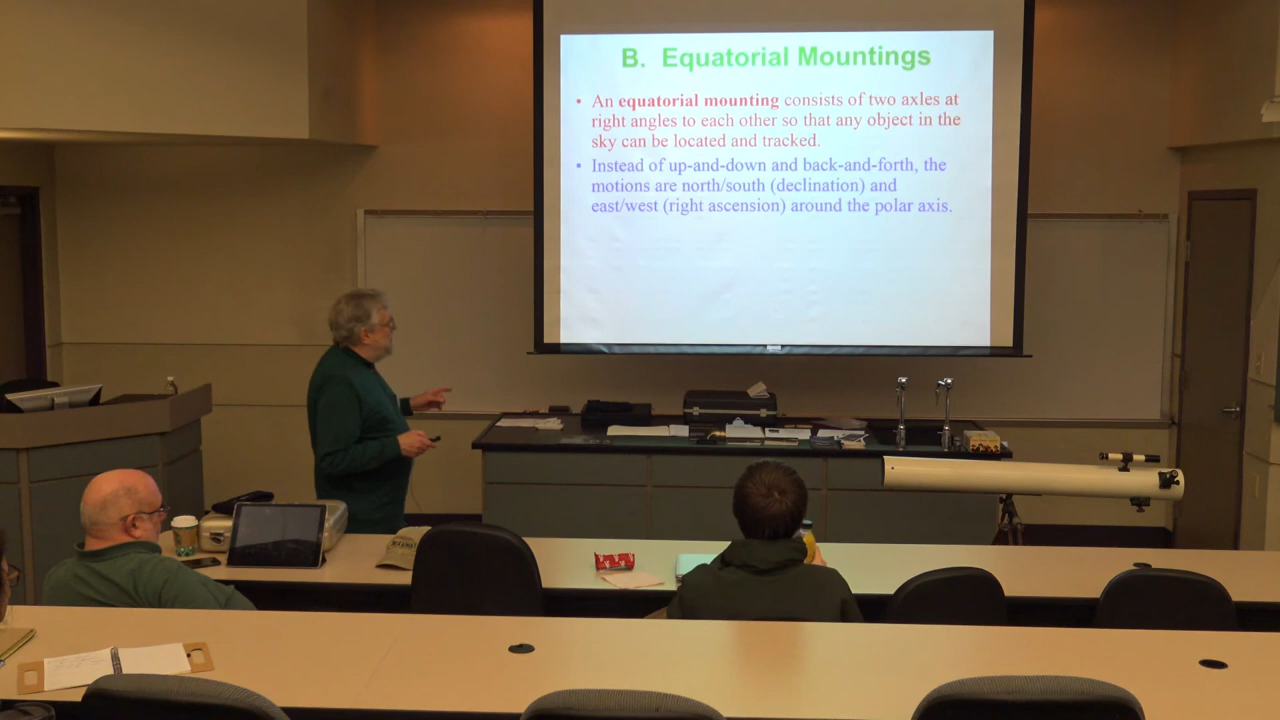 B. Equatorial Mountings
• An equatorial mounting consists of two axles at
right angles to each other so that any object in the
sky can be located and tracked.
• Instead of up-and-down and back-and-forth, the
motions are north/south (declination) and
east/west (right ascension) around the polar axis.